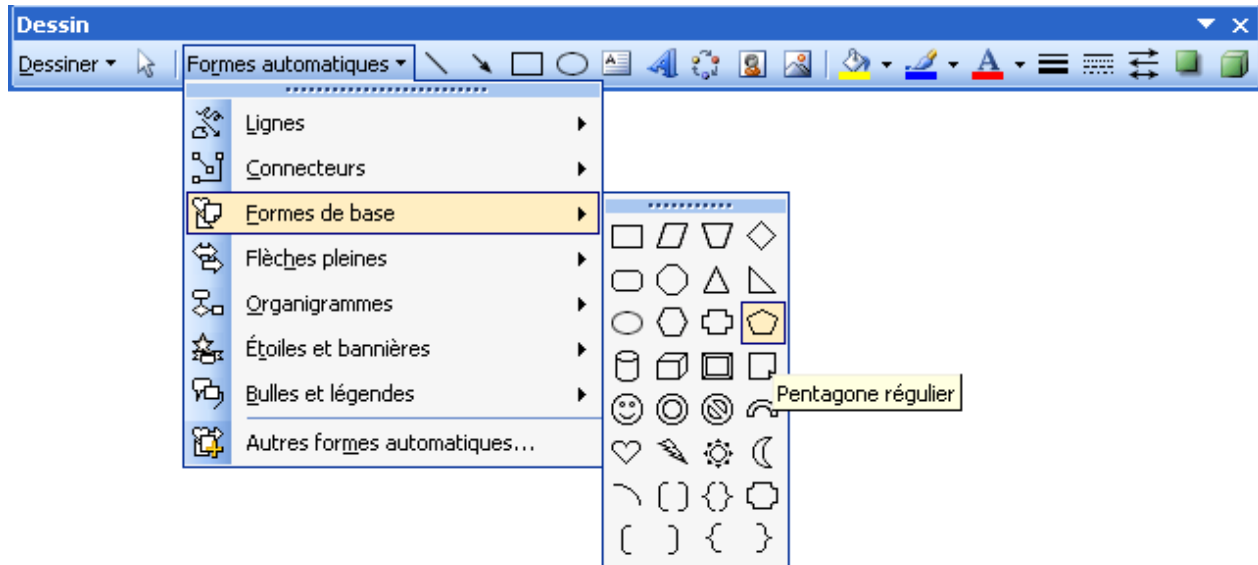 Dessin
Dessiner Formes automatiques A A
Lignes
Connecteurs
Formes de base
Flèches pleines
Organigrammes
Étoiles et bannières
Bulles et légendes
Autres formes automatiques...
Pentagone régulier